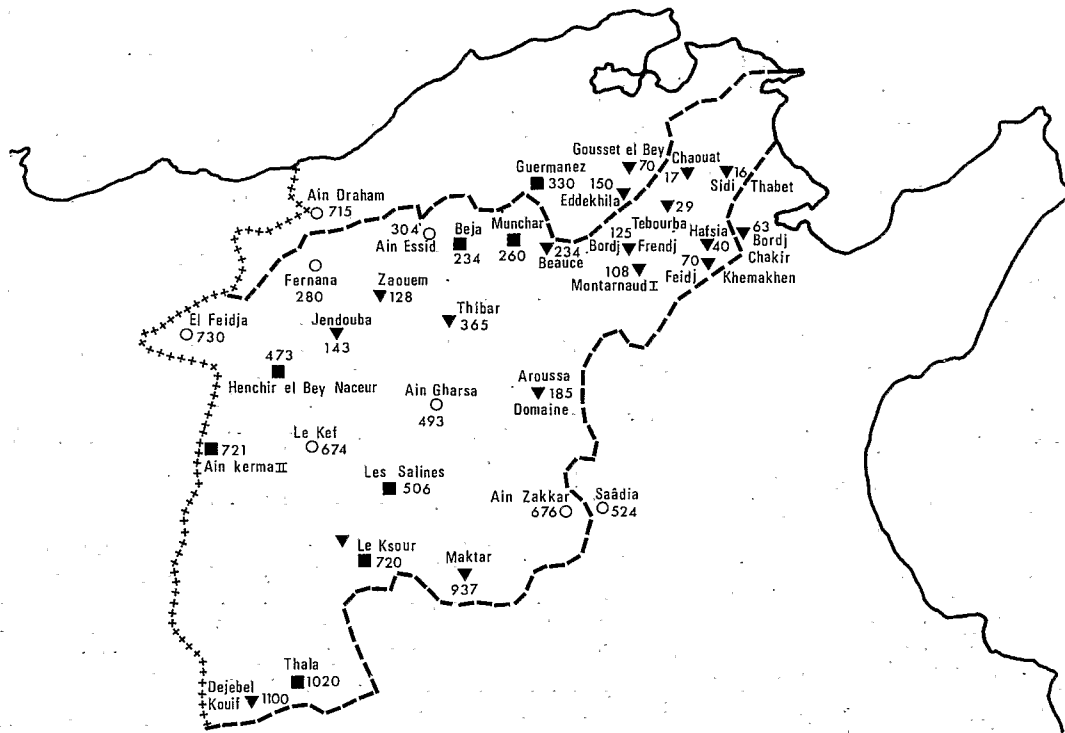 Gousset el Bey
70
Chaouat
17
16
Sidi Thabet
Guermanez
330
150
Eddekhila
29
Tebourba
Ain Draham
715
304
Ain Essid
Beja
234
Munchar
260
234
Beauce
125
Bordj Frendj
108
Montarnaud I
Hafsia
40
63
Bordj
Chakir
70
Feidj
Khemakhen
Fernana
280
Zaouem
128
Thibar
365
El Feidja
730
Jendouba
143
473
Henchir el Bey Naceur
Ain Gharsa
493
Aroussa
185
Domaine
Le Kef
674
721
Ain kerma II
Les Salines
506
Ain Zakkar
676
Saâdia
524
Le Ksour
720
Maktar
937
Thala
1020
Dejebel
Kouif
1100